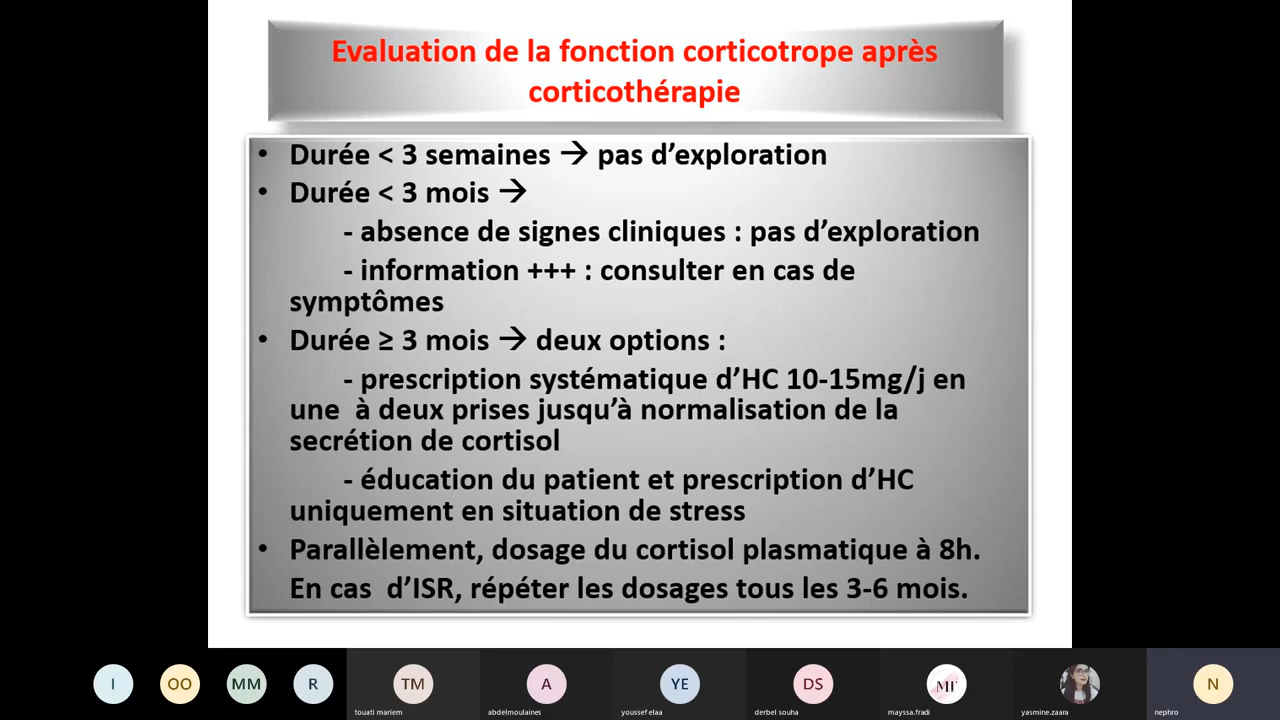 Evaluation de la fonction corticotrope après
corticothérapie
• Durée < 3 semaines → pas d'exploration
• Durée < 3 mois →
- absence de signes cliniques : pas d'exploration
- information +++ : consulter en cas de
symptômes
• Durée ≥ 3 mois → deux options :
- prescription systématique d'HC 10-15mg/j en
une à deux prises jusqu'à normalisation de la
secrétion de cortisol
- éducation du patient et prescription d'HC
uniquement en situation de stress
• Parallèlement, dosage du cortisol plasmatique à 8h.
En cas d'ISR, répéter les dosages tous les 3-6 mois.
I OO MM R TM A YE DS MF N
touati mariem abdelmoulaines youssef elaa derbel souha mayssa.fradi yasmine.zaara nephro